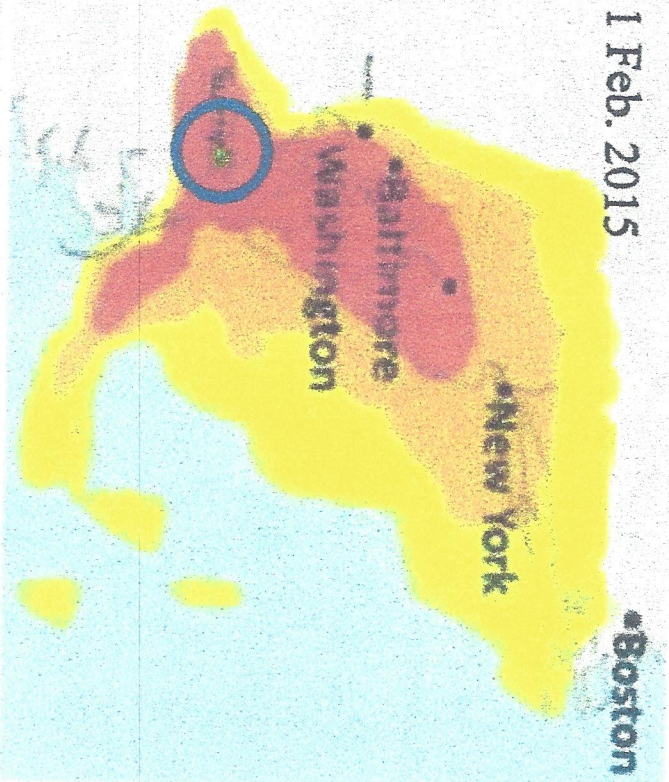 1 Feb. 2015
•Boston
•New York
•Baltimore
Washington